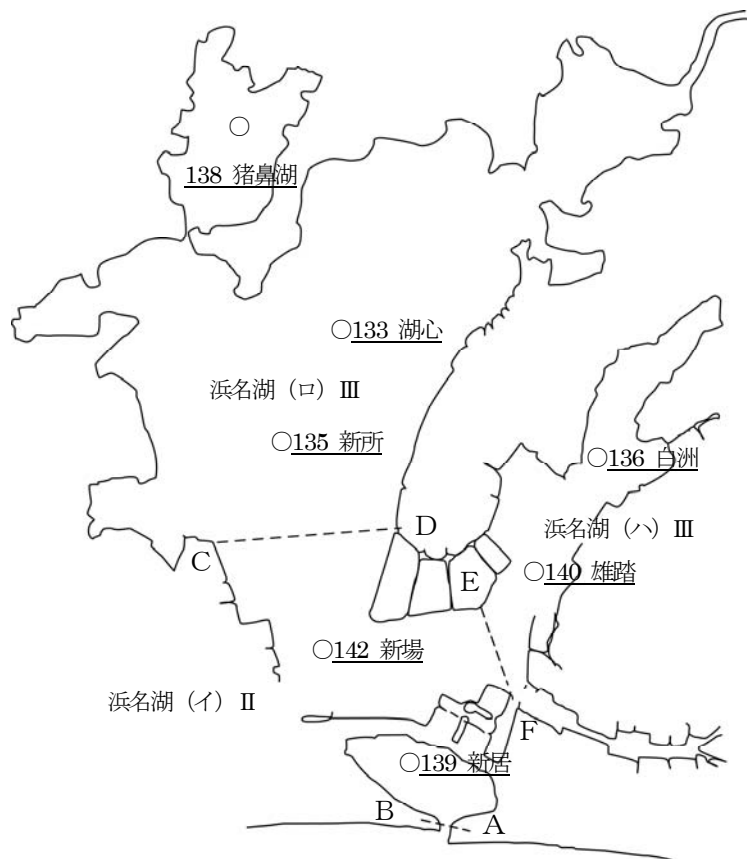 138 猪鼻湖
○133 湖心
浜名湖（ロ）Ⅲ
○135 新所
○136 白洲
D
浜名湖（ハ）Ⅲ
C
E
○140 雄踏
○142 新場
浜名湖（イ）Ⅱ
F
○139 新居
B
A